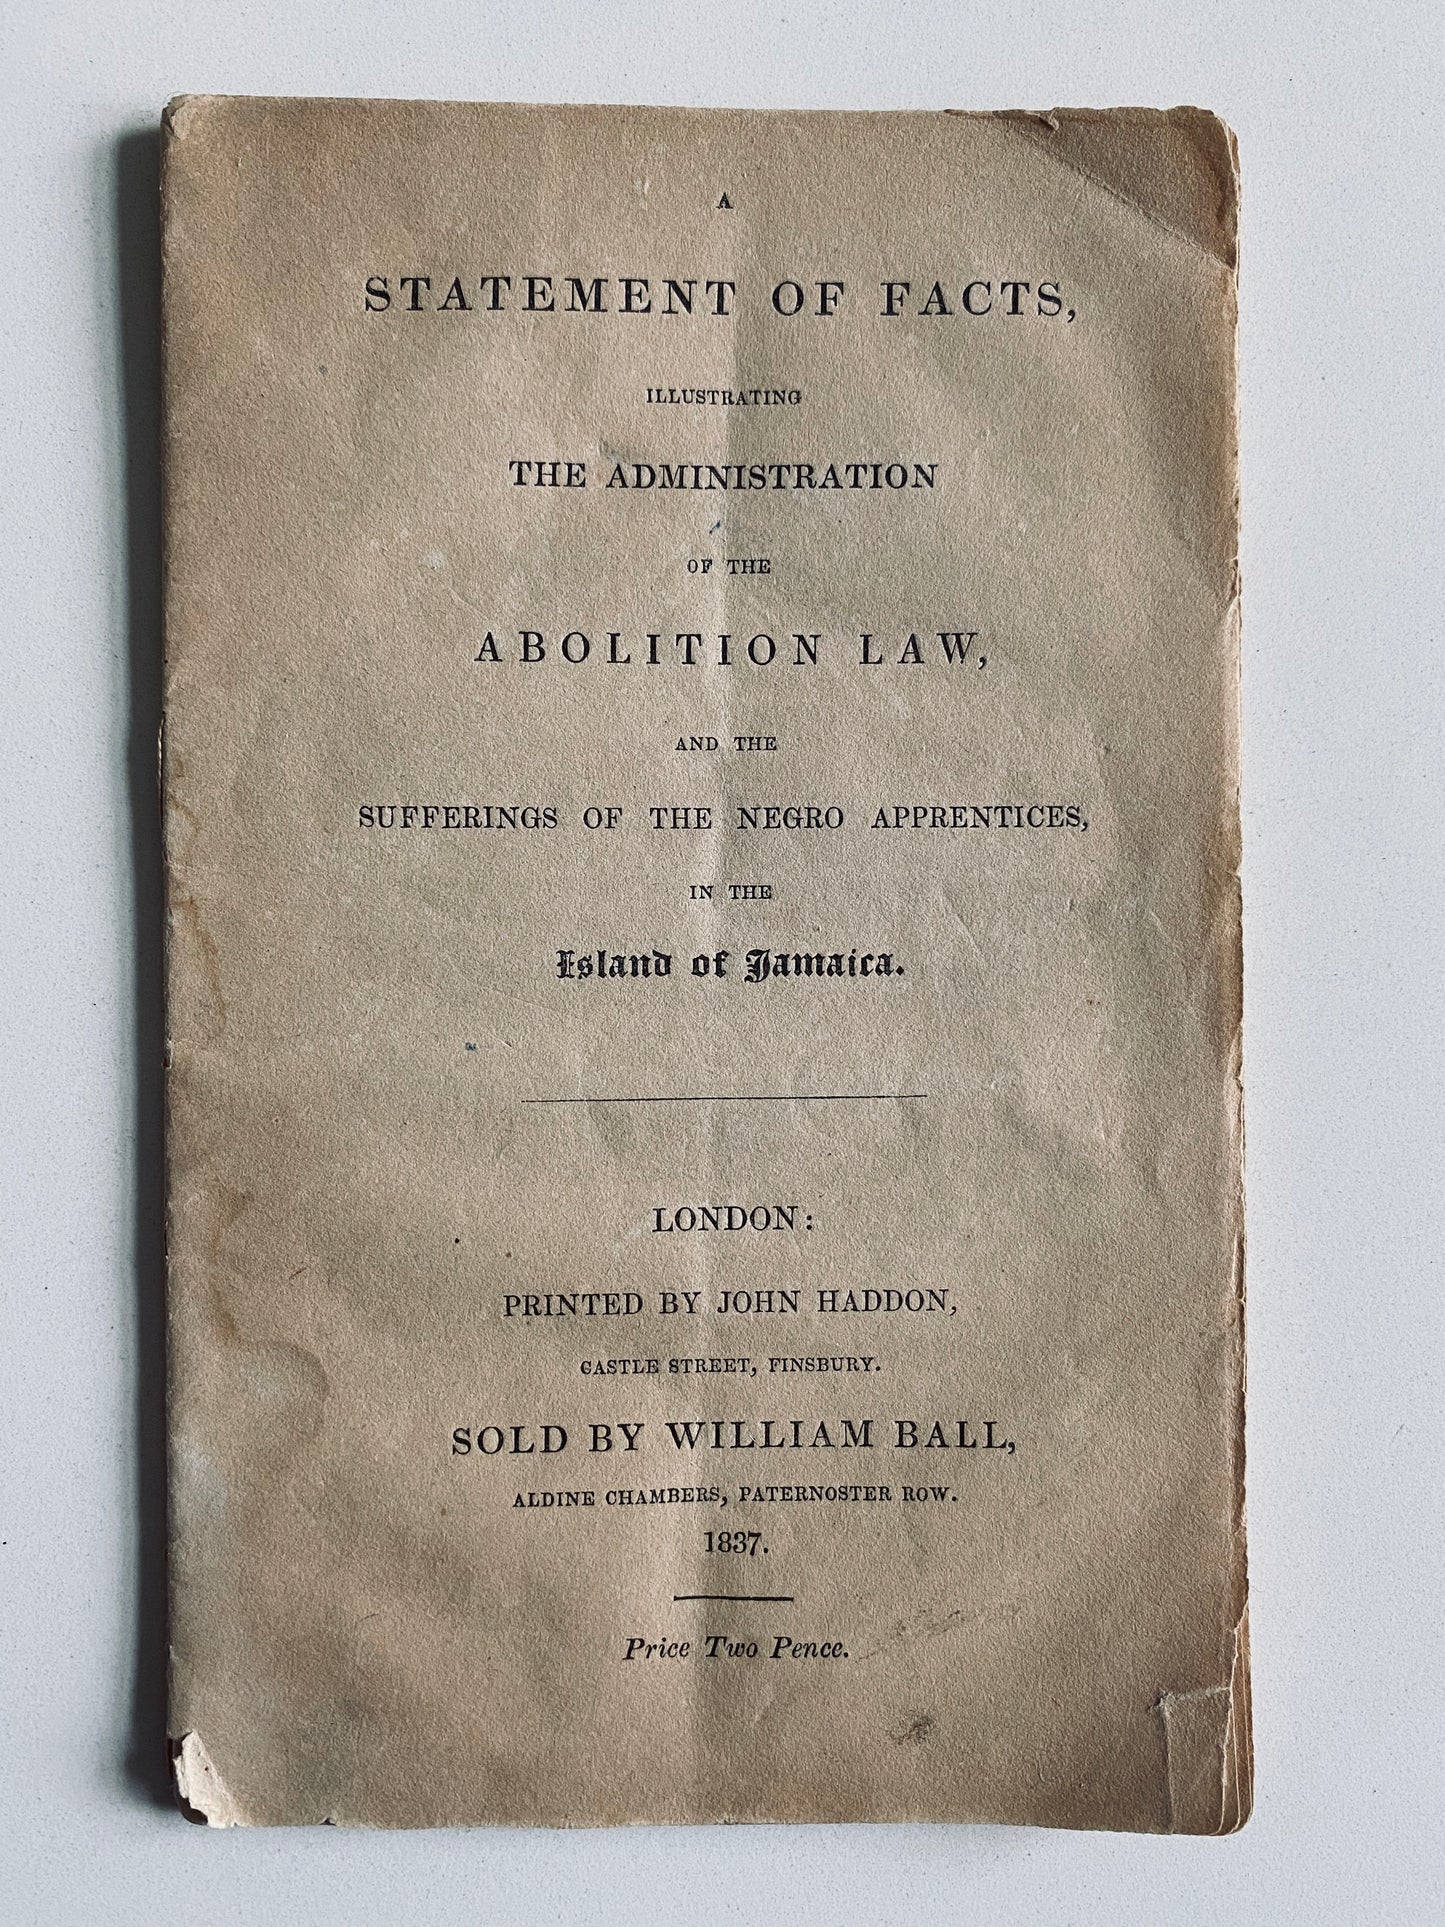 A
STATEMENT OF FACTS,
ILLUSTRATING
THE ADMINISTRATION
OF THE
ABOLITION LAW,
AND THE
SUFFERINGS OF THE NEGRO APPRENTICES,
IN THE
Island of Jamaica.
LONDON:
PRINTED BY JOHN HADDON,
CASTLE STREET, FINSBURY.
SOLD BY WILLIAM BALL,
ALDINE CHAMBERS, PATERNOSTER ROW.
1837.
Price Two Pence.